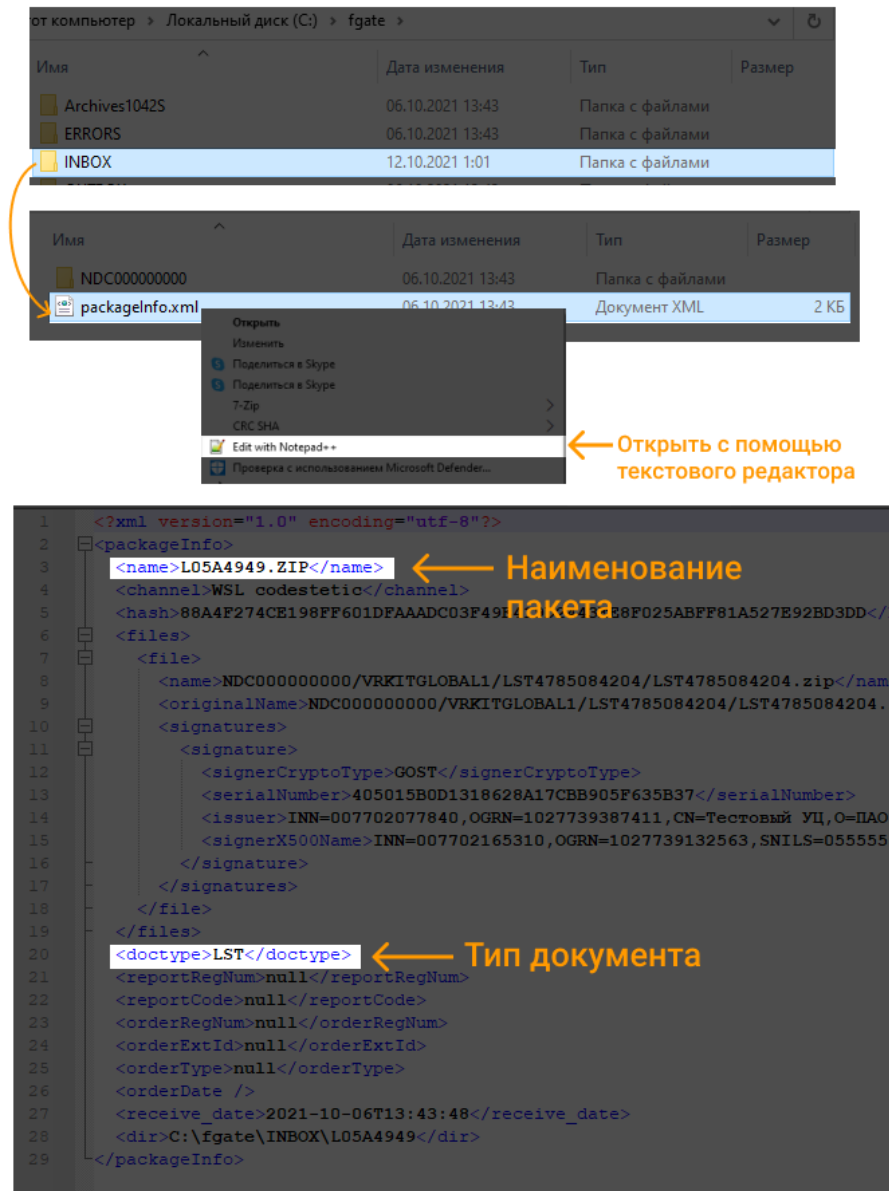 от компьютер > Локальный диск (C:) > fgate >
Имя Дата изменения Тип Размер
Archives1042S 06.10.2021 13:43 Папка с файлами
ERRORS 06.10.2021 13:43 Папка с файлами
INBOX 12.10.2021 1:01 Папка с файлами
Имя Дата изменения Тип Размер
NDC000000000 06.10.2021 13:43 Папка с файлами
packageInfo.xml 06.10.2021 13:43 Документ XML 2 КБ
Открыть
Изменить
Поделиться в Skype
Поделиться в Skype
7-Zip
CRC SHA
Edit with Notepad++
Проверка с использованием Microsoft Defender...
Открыть с помощью
текстового редактора
1 <?xml version="1.0" encoding="utf-8"?>
2 <packageInfo>
3 <name>L05A4949.ZIP</name>
Наименование
пакета
4 <channel>WSL codestetic</channel>
5 <hash>88A4F274CE198FF601DFAAADC03F49 E8F025ABFF81A527E92BD3DD</
6 <files>
7 <file>
8 <name>NDC000000000/VRKITGLOBAL1/LST4785084204/LST4785084204.zip</nam
9 <originalName>NDC000000000/VRKITGLOBAL1/LST4785084204/LST4785084204.
10 <signatures>
11 <signature>
12 <signerCryptoType>GOST</signerCryptoType>
13 <serialNumber>405015B0D1318628A17CBB905F635B37</serialNumber>
14 <issuer>INN=007702077840,OGRN=1027739387411,CN=Тестовый УЦ,O=ПАО
15 <signerX500Name>INN=007702165310,OGRN=1027739132563,SNILS=055555
16 </signature>
17 </signatures>
18 </file>
19 </files>
20 <doctype>LST</doctype>
Тип документа
21 <reportRegNum>null</reportRegNum>
22 <reportCode>null</reportCode>
23 <orderRegNum>null</orderRegNum>
24 <orderExtId>null</orderExtId>
25 <orderType>null</orderType>
26 <orderDate />
27 <receive_date>2021-10-06T13:43:48</receive_date>
28 <dir>C:\fgate\INBOX\L05A4949</dir>
29 </packageInfo>